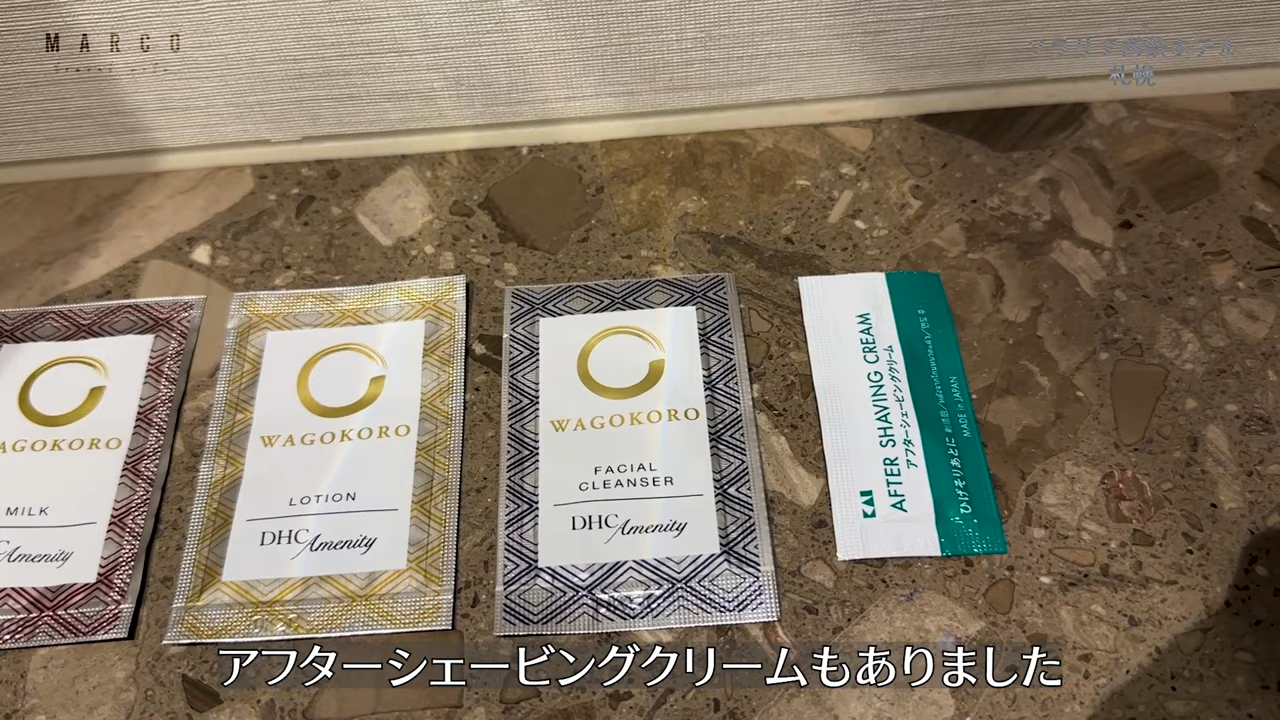 MARCO
札幌
AGOKORO
MILK
Amenity
WAGOKORO
LOTION
DHC Amenity
WAGOKORO
FACIAL
CLEANSER
DHC Amenity
KAI
AFTER SHAVING CREAM
アフターシェービングクリーム
ひげそりあとに
MADE in JAPAN
アフターシェービングクリームもありました